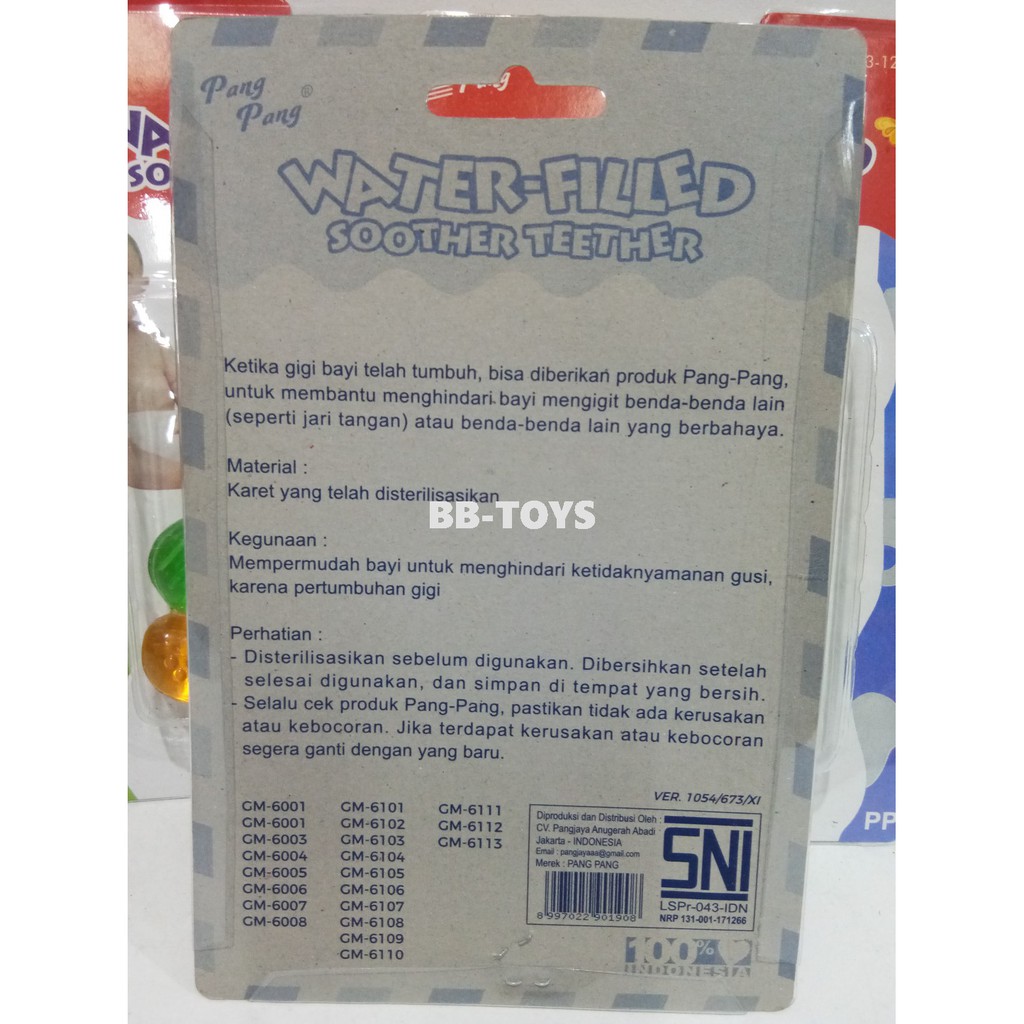 Pang
Pang
Pang ®
WATER-FILLED
SOOTHER TEETHER
Ketika gigi bayi telah tumbuh, bisa diberikan produk Pang-Pang,
untuk membantu menghindari bayi mengigit benda-benda lain
(seperti jari tangan) atau benda-benda lain yang berbahaya.
Material :
Karet yang telah disterilisasikan
BB-TOYS
Kegunaan :
Mempermudah bayi untuk menghindari ketidaknyamanan gusi,
karena pertumbuhan gigi
Perhatian :
- Disterilisasikan sebelum digunakan. Dibersihkan setelah
selesai digunakan, dan simpan di tempat yang bersih.
- Selalu cek produk Pang-Pang, pastikan tidak ada kerusakan
atau kebocoran. Jika terdapat kerusakan atau kebocoran
segera ganti dengan yang baru.
VER. 1054/673/XI
GM-6001
GM-6001
GM-6003
GM-6004
GM-6005
GM-6006
GM-6007
GM-6008
GM-6101
GM-6102
GM-6103
GM-6104
GM-6105
GM-6106
GM-6107
GM-6108
GM-6109
GM-6110
GM-6111
GM-6112
GM-6113
Diproduksi dan Distribusi Oleh :
CV. Pangjaya Anugerah Abadi
Jakarta - INDONESIA
Email : pangjayaaa@gmail.com
Merek : PANG PANG
8 997022 901908
SNI
LSPr-043-IDN
NRP 131-001-171266
100%
INDONESIA
SO
PP